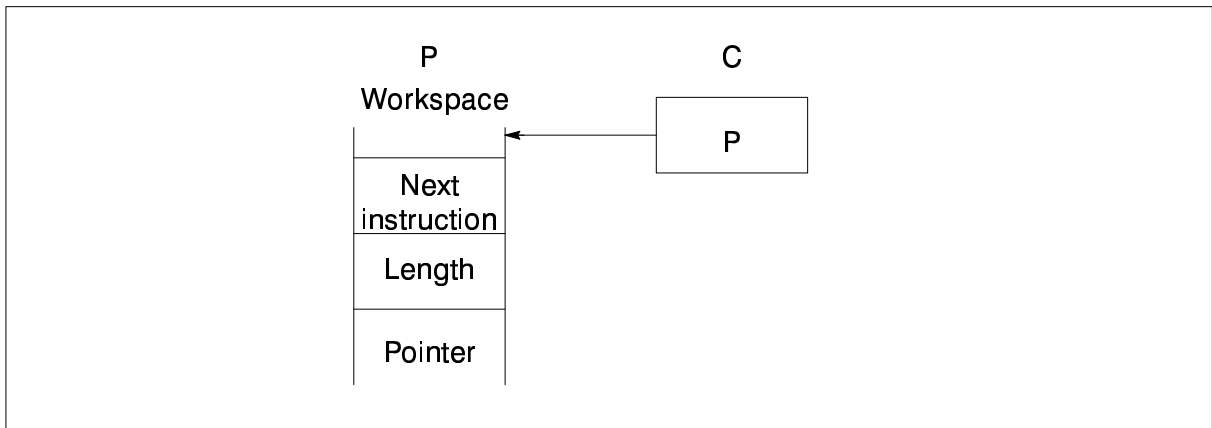 P
Workspace
Next
instruction
Length
Pointer
C
P